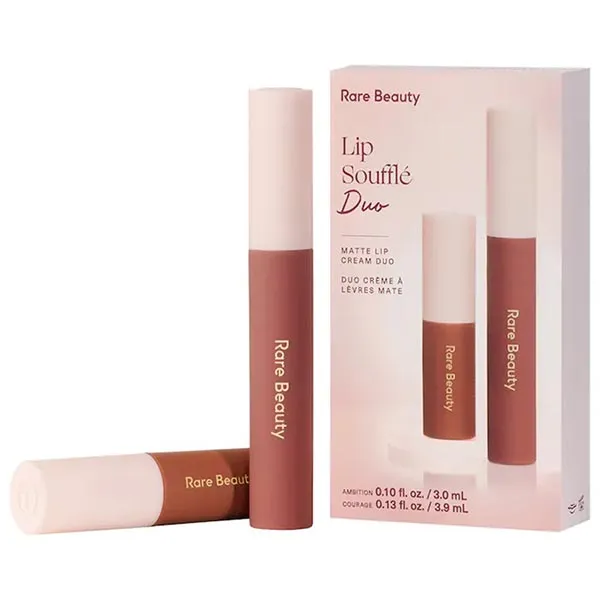 Rare Beauty
Rare Beauty
Rare Beauty
Lip
Soufflé
Duo
MATTE LIP
CREAM DUO
DUO CRÈME À
LÈVRES MATE
Rare Beauty
Rare Beauty
AMBITION 0.10 fl. oz. / 3.0 mL
COURAGE 0.13 fl. oz. / 3.9 mL